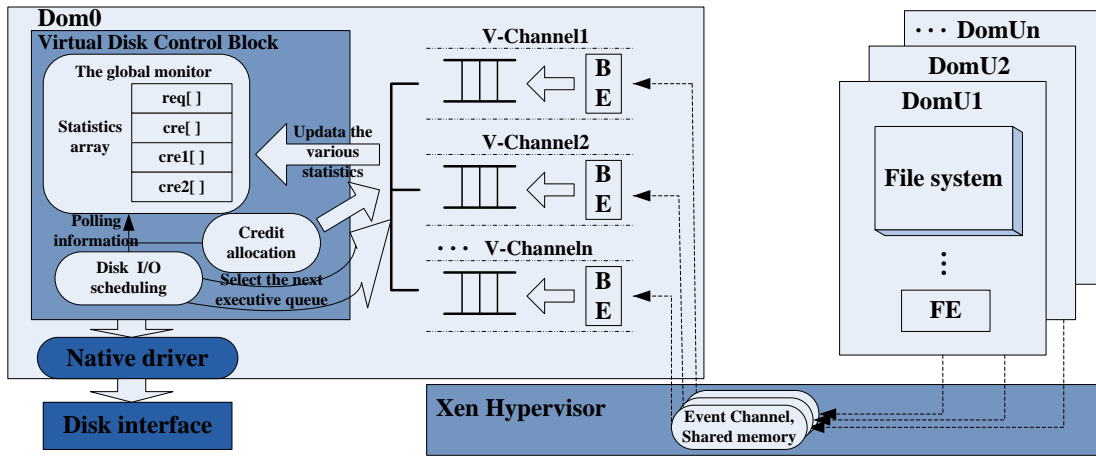 Dom0
Virtual Disk Control Block
The global monitor
Statistics
array
req[ ]
cre[ ]
cre1[ ]
cre2[ ]
Updata the
various
statistics
Polling
information
Credit
allocation
Disk I/O
scheduling
Select the next
executive queue
Native driver
Disk interface
V-Channel1
B
E
V-Channel2
B
E
··· V-Channeln
B
E
··· DomUn
DomU2
DomU1
File system
⋮
FE
Xen Hypervisor
Event Channel,
Shared memory